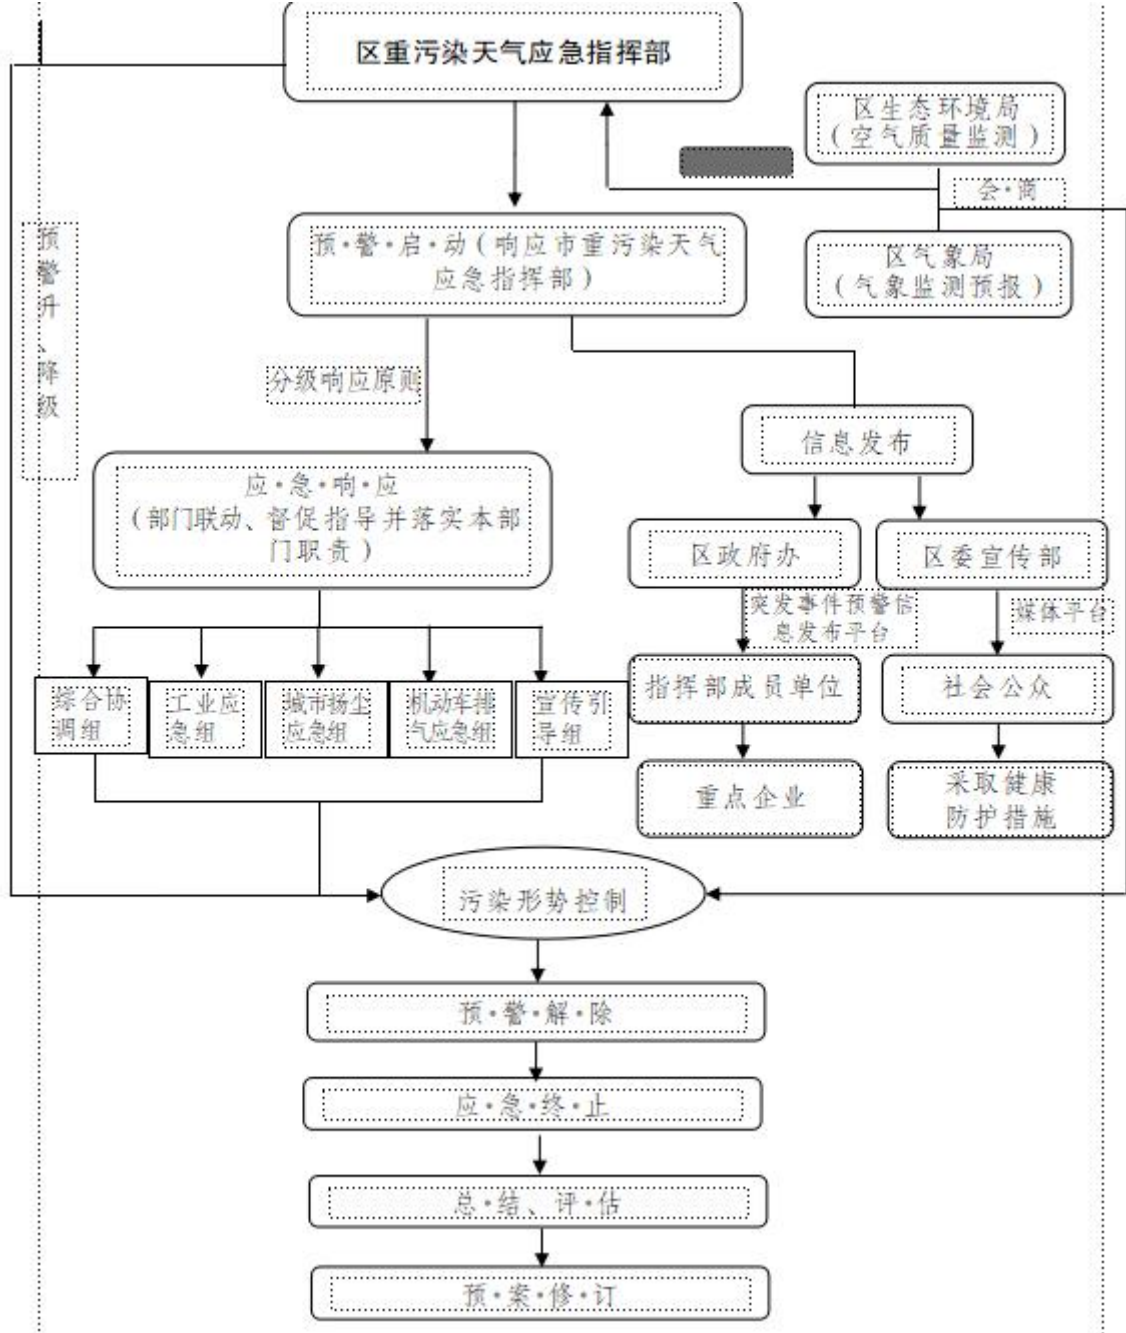 区重污染天气应急指挥部
区生态环境局
(空气质量监测)
会·商
区气象局
(气象监测预报)
预·警·启·动(响应市重污染天气
应急指挥部)
预
警
升
、
降
级
分级响应原则
信息发布
应·急·响·应
(部门联动、督促指导并落实本部
门职责)
区政府办
区委宣传部
突发事件预警信
息发布平台
媒体平台
指挥部成员单位
社会公众
综合协
调组
工业应
急组
城市扬尘
应急组
机动车排
气应急组
宣传引
导组
重点企业
采取健康
防护措施
污染形势控制
预·警·解·除
应·急·终·止
总·结、评·估
预·案·修·订